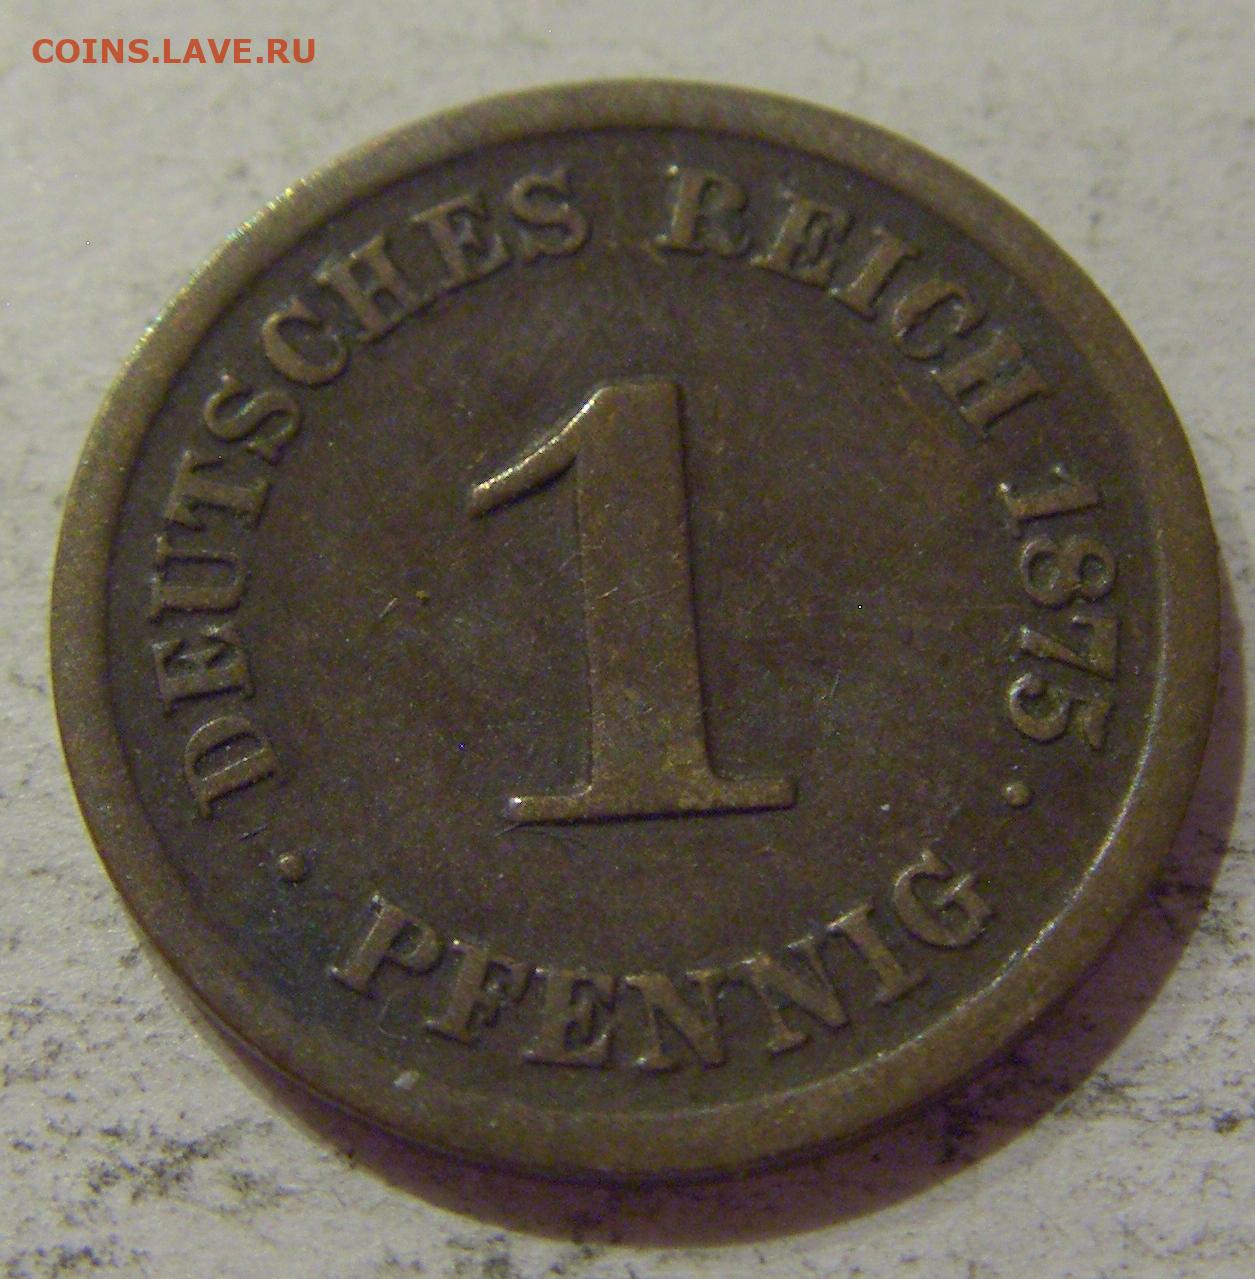 COINS.LAVE.RU
DEUTSCHES REICH 1875
1
· PFENNIG ·